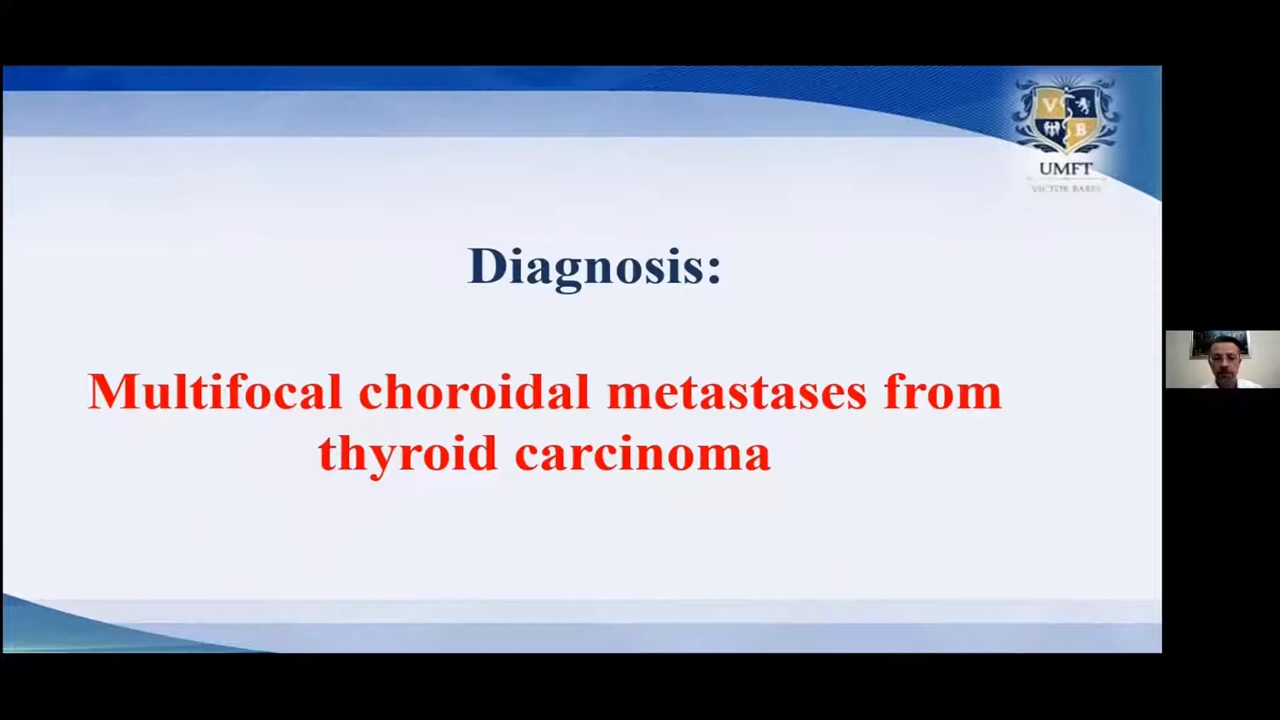 V
B
UMFT
VICTOR BABES
Diagnosis:
Multifocal choroidal metastases from
thyroid carcinoma